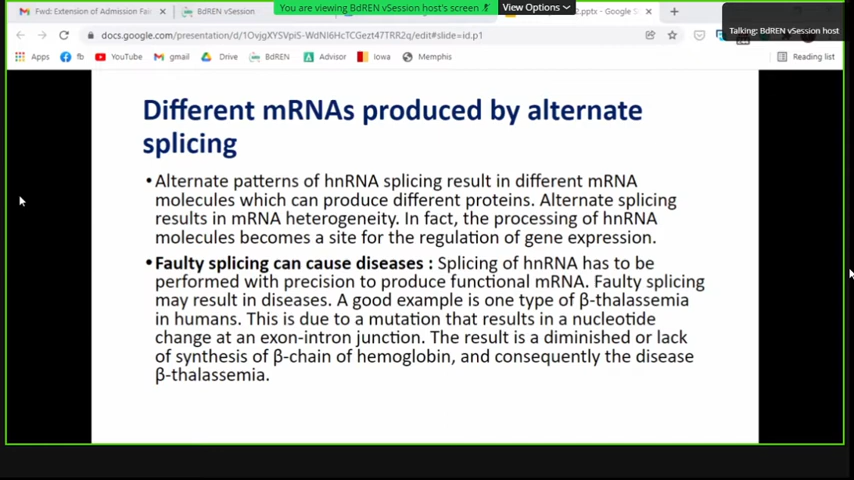 You are viewing BdREN vSession host's screen
View Options
Talking: BdREN vSession host
Fwd: Extension of Admission Fair
BdREN vSession
2.pptx - Google S
docs.google.com/presentation/d/1OvjgXYSVpiS-WdNI6HcTCGezt47TRR2q/edit#slide=id.p1
Apps fb YouTube gmail Drive BdREN Advisor Iowa Memphis Reading list
Different mRNAs produced by alternate
splicing
•Alternate patterns of hnRNA splicing result in different mRNA
molecules which can produce different proteins. Alternate splicing
results in mRNA heterogeneity. In fact, the processing of hnRNA
molecules becomes a site for the regulation of gene expression.
•Faulty splicing can cause diseases : Splicing of hnRNA has to be
performed with precision to produce functional mRNA. Faulty splicing
may result in diseases. A good example is one type of β-thalassemia
in humans. This is due to a mutation that results in a nucleotide
change at an exon-intron junction. The result is a diminished or lack
of synthesis of β-chain of hemoglobin, and consequently the disease
β-thalassemia.